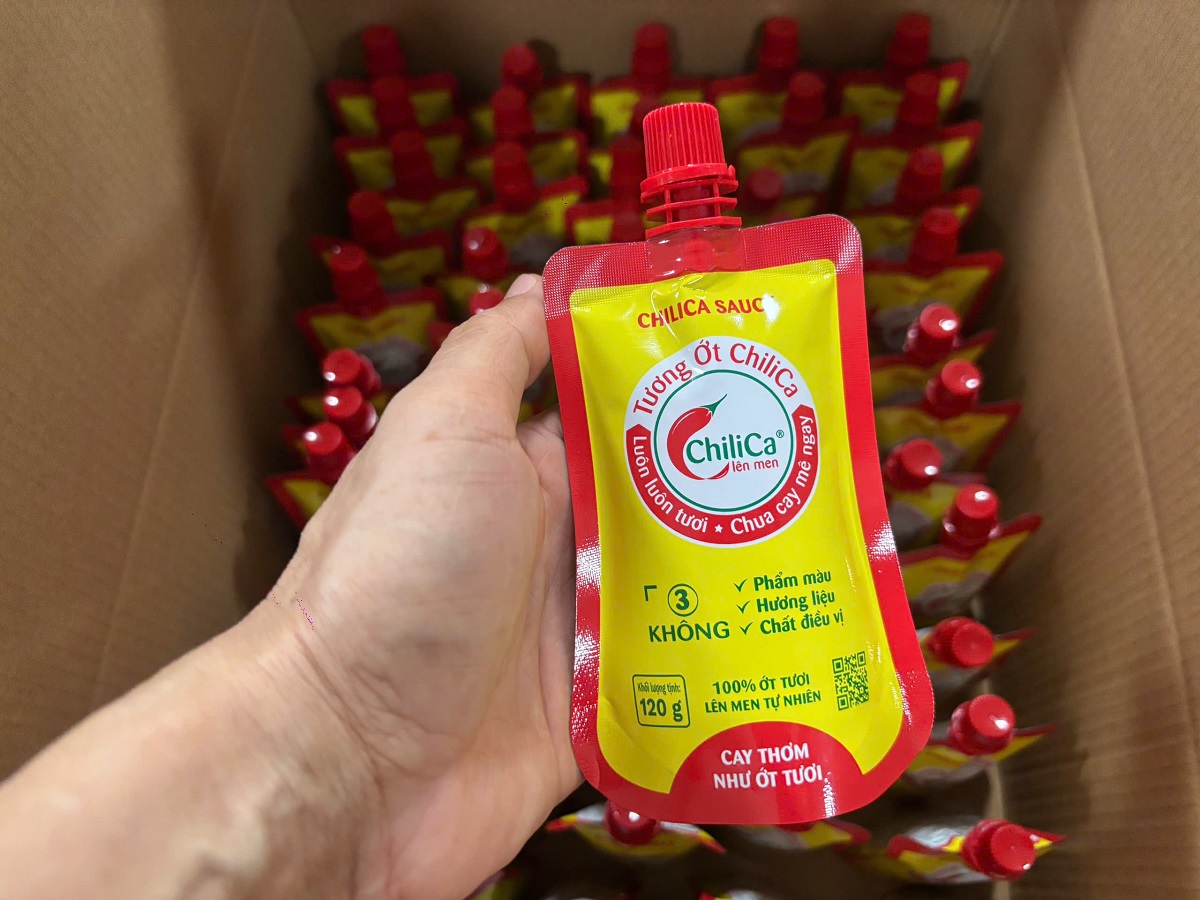 CHILICA SAUCE
Tương Ớt ChiliCa
ChiliCa®
lên men
Luôn luôn tươi ★ Chua cay mê ngay
3
KHÔNG
✓ Phẩm màu
✓ Hương liệu
✓ Chất điều vị
Khối lượng tịnh:
120 g
100% ỚT TƯƠI
LÊN MEN TỰ NHIÊN
CAY THƠM
NHƯ ỚT TƯƠI